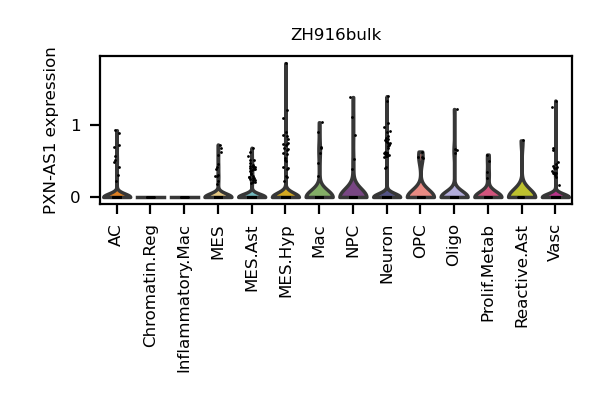 ZH916bulk
PXN-AS1 expression
1
0
AC
Chromatin.Reg
Inflammatory.Mac
MES
MES.Ast
MES.Hyp
Mac
NPC
Neuron
OPC
Oligo
Prolif.Metab
Reactive.Ast
Vasc